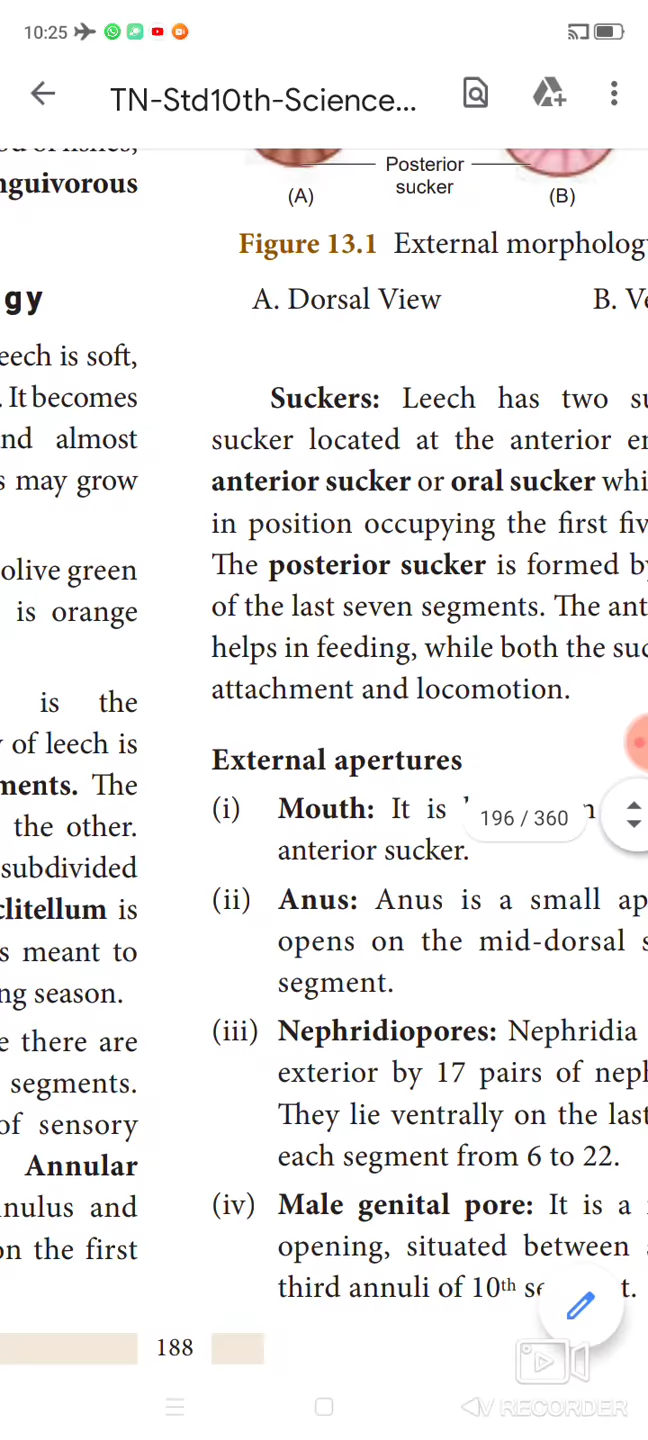 10:25
TN-Std10th-Science...
nguivorous
gy
eech is soft,
. It becomes
nd almost
s may grow
olive green
is orange
is the
y of leech is
ments. The
the other.
subdivided
clitellum is
s meant to
ng season.
e there are
segments.
of sensory
Annular
nnulus and
on the first
Posterior
sucker
(A)
(B)
Figure 13.1 External morpholog
A. Dorsal View
B. Ve
Suckers: Leech has two su
sucker located at the anterior en
anterior sucker or oral sucker whi
in position occupying the first fiv
The posterior sucker is formed by
of the last seven segments. The ant
helps in feeding, while both the suc
attachment and locomotion.
External apertures
(i) Mouth: It is
anterior sucker.
196 / 360
(ii) Anus: Anus is a small ap
opens on the mid-dorsal s
segment.
(iii) Nephridiopores: Nephridia
exterior by 17 pairs of neph
They lie ventrally on the last
each segment from 6 to 22.
(iv) Male genital pore: It is a
opening, situated between
third annuli of 10th se t.
188
V RECORDER